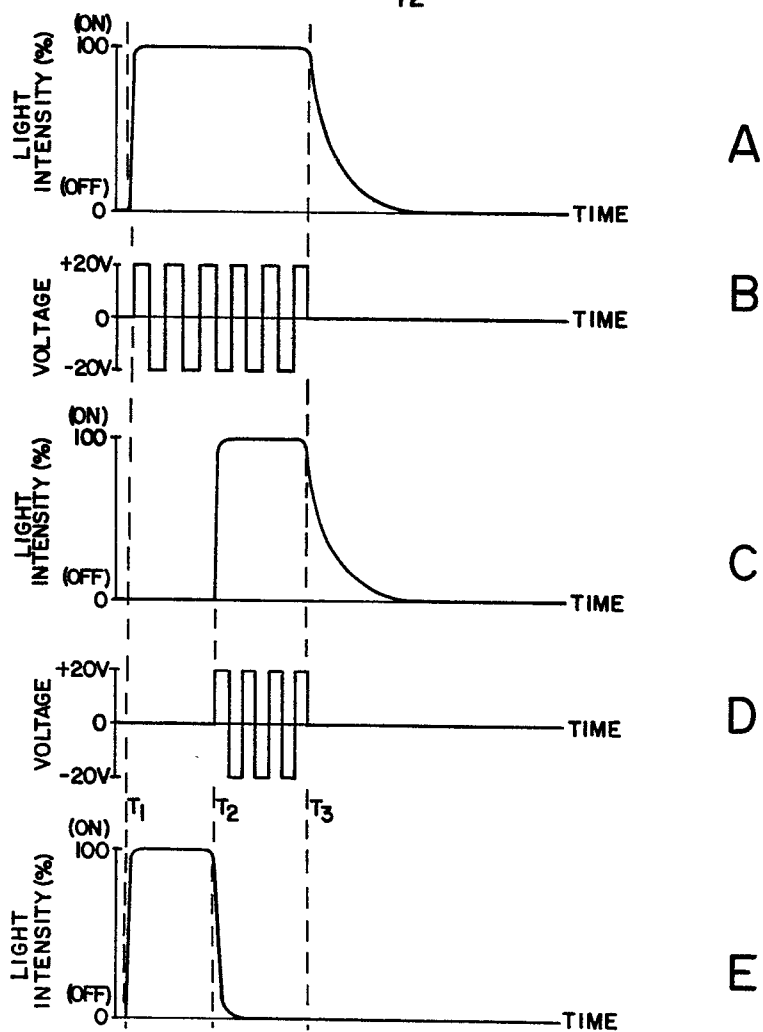 (ON)
100
LIGHT
INTENSITY (%)
(OFF)
0
TIME
A
+20V
VOLTAGE
0
-20V
TIME
B
(ON)
100
LIGHT
INTENSITY (%)
(OFF)
0
TIME
C
+20V
VOLTAGE
0
-20V
TIME
D
T1 T2 T3
(ON)
100
LIGHT
INTENSITY (%)
(OFF)
0
TIME
E